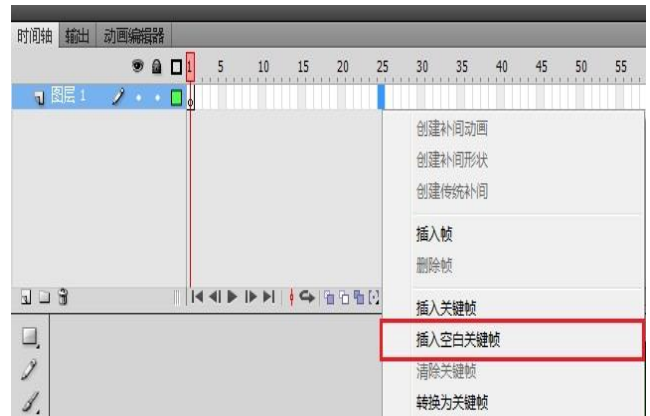 时间轴 输出 动画编辑器
1 5 10 15 20 25 30 35 40 45 50 55
图层 1
创建补间动画
创建补间形状
创建传统补间
插入帧
删除帧
插入关键帧
插入空白关键帧
清除关键帧
转换为关键帧